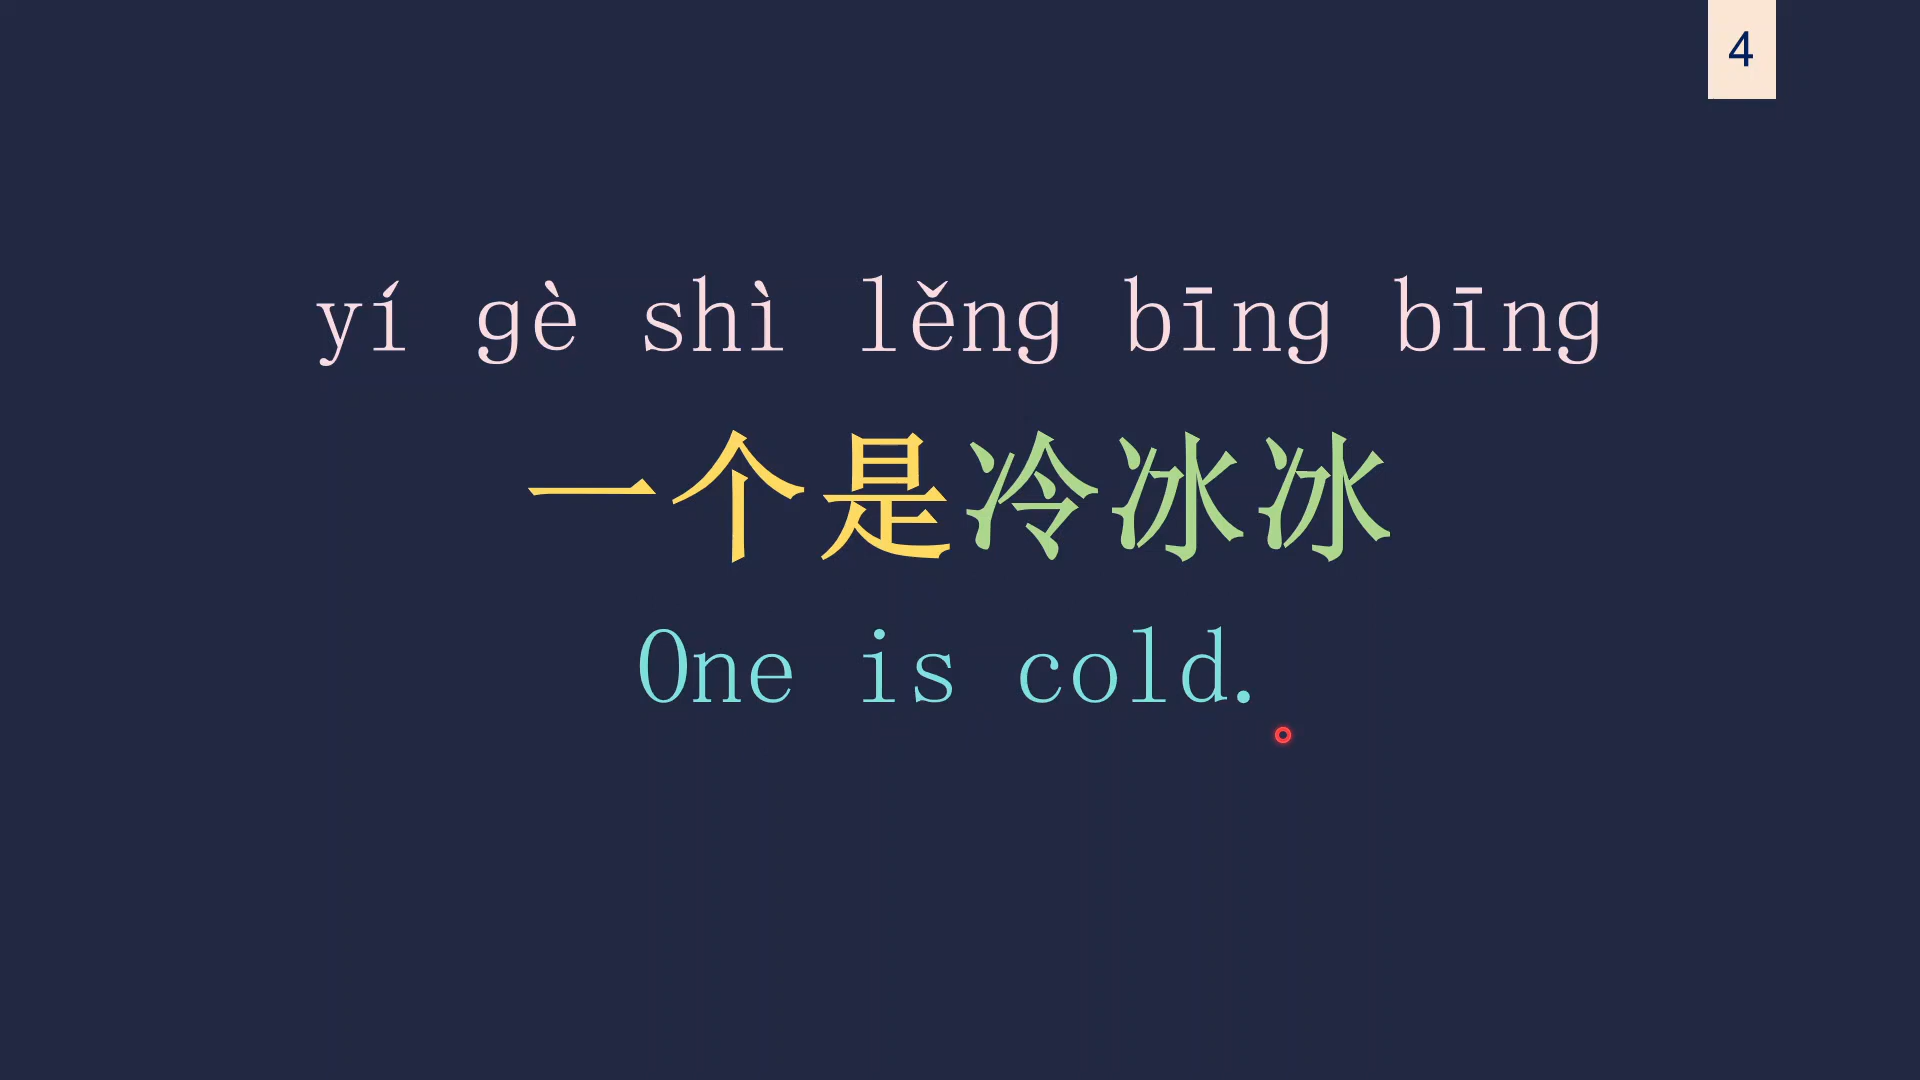 4
yí gè shì lěng bīng bīng
一个是冷冰冰
One is cold.